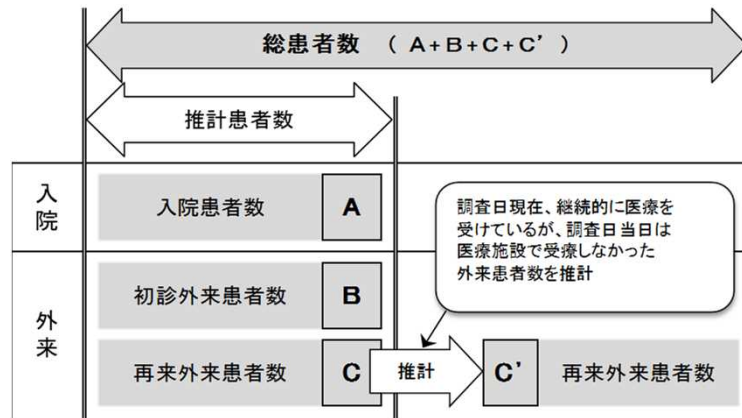 総患者数 (A+B+C+C')
推計患者数
入院
入院患者数 A
調査日現在、継続的に医療を
受けているが、調査日当日は
医療施設で受療しなかった
外来患者数を推計
外来
初診外来患者数 B
再来外来患者数 C 推計 C' 再来外来患者数